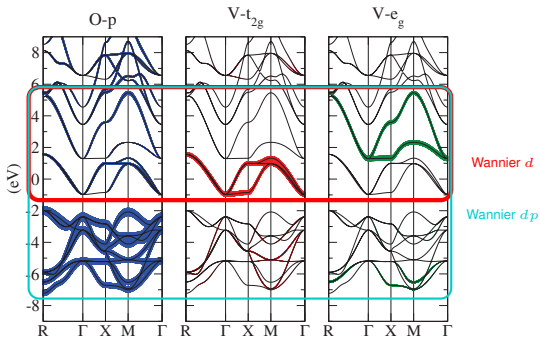 O-p V-t2g V-eg
8
6
4
2
0
-2
-4
-6
-8
(eV)
R Γ X M Γ R Γ X M Γ R Γ X M Γ
Wannier d
Wannier dp